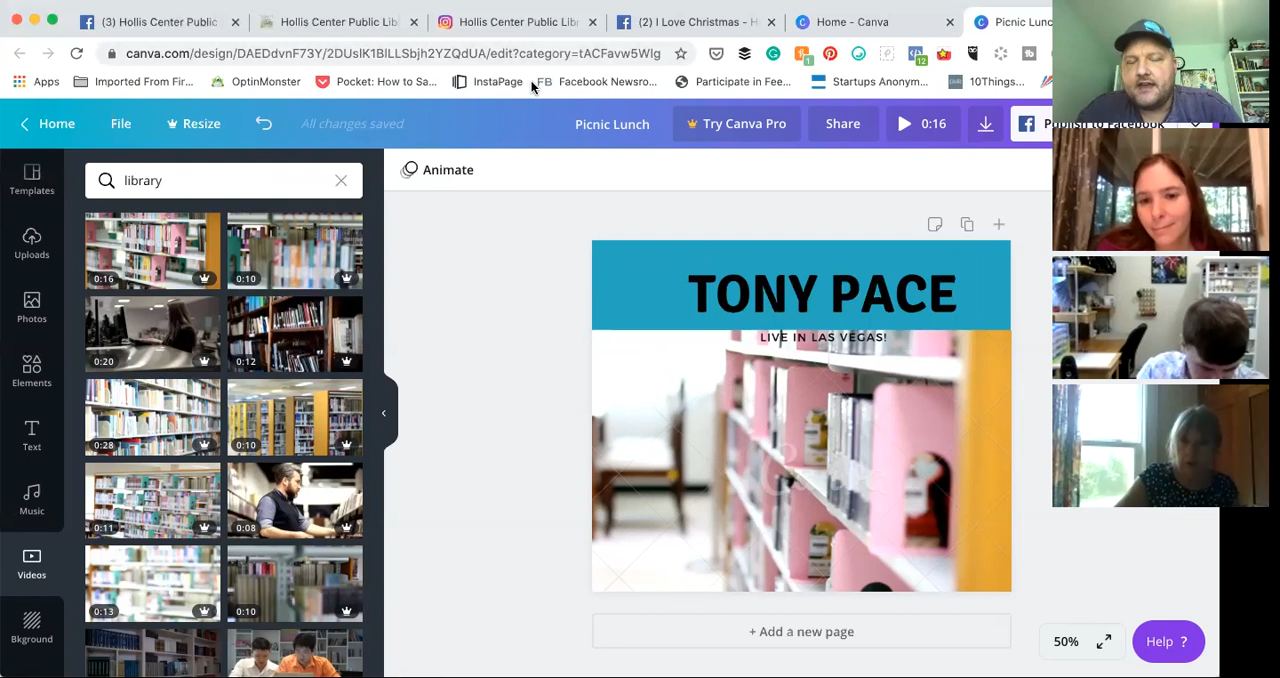 (3) Hollis Center Public
Hollis Center Public Lib
Hollis Center Public Libr
(2) I Love Christmas - H
Home - Canva
Picnic Lunch
canva.com/design/DAEDdvnF73Y/2DUsIK1BILLSbjh2YZQdUA/edit?category=tACFavw5WIg
Apps
Imported From Fir...
OptinMonster
Pocket: How to Sa...
InstaPage
FB
Facebook Newsro...
Participate in Fee...
Startups Anonym...
10Things...
Home
File
Resize
All changes saved
Picnic Lunch
Try Canva Pro
Share
0:16
Publish to Facebook
Templates
Uploads
Photos
Elements
Text
Music
Videos
Bkground
library
0:16
0:10
0:20
0:12
0:28
0:10
0:11
0:08
0:13
0:10
Animate
TONY PACE
LIVE IN LAS VEGAS!
+ Add a new page
50%
Help ?